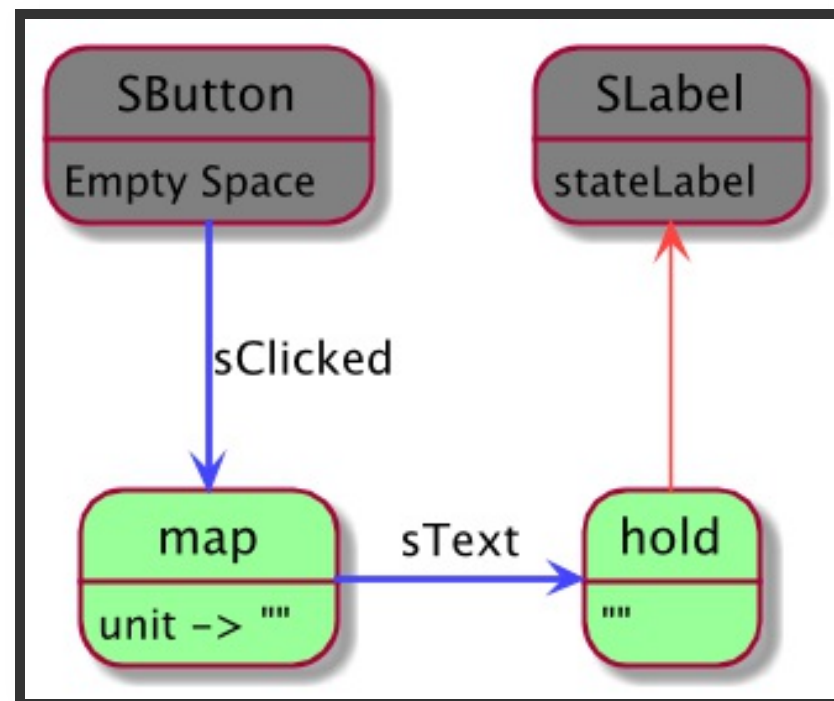 SButton
Empty Space
SLabel
stateLabel
sClicked
map
unit -> ""
sText
hold
""